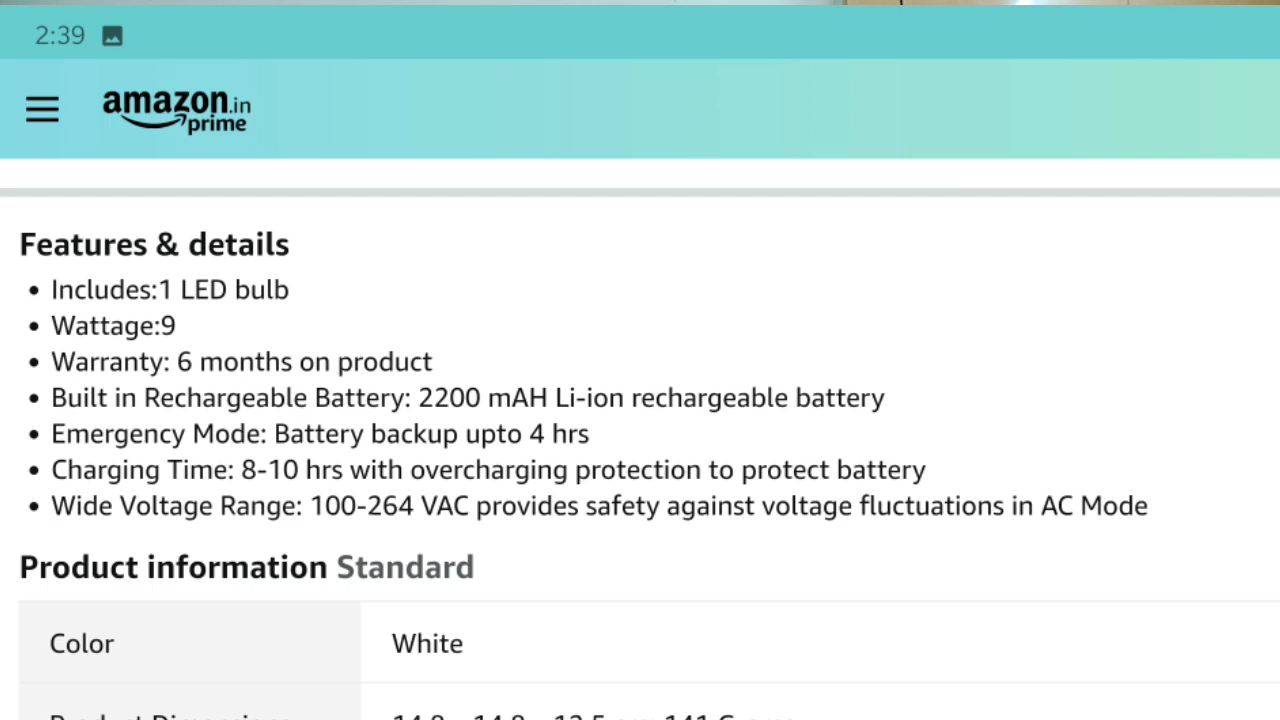 2:39
amazon.in
prime
Features & details
• Includes:1 LED bulb
• Wattage:9
• Warranty: 6 months on product
• Built in Rechargeable Battery: 2200 mAH Li-ion rechargeable battery
• Emergency Mode: Battery backup upto 4 hrs
• Charging Time: 8-10 hrs with overcharging protection to protect battery
• Wide Voltage Range: 100-264 VAC provides safety against voltage fluctuations in AC Mode
Product information Standard
Color White
Product Dimensions